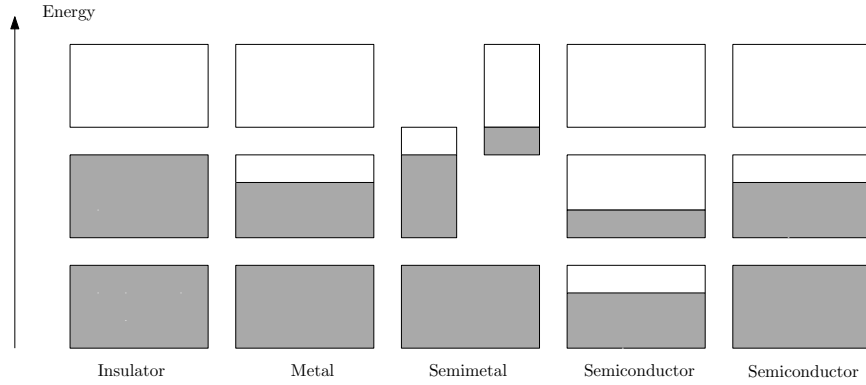 Energy
Insulator
Metal
Semimetal
Semiconductor
Semiconductor